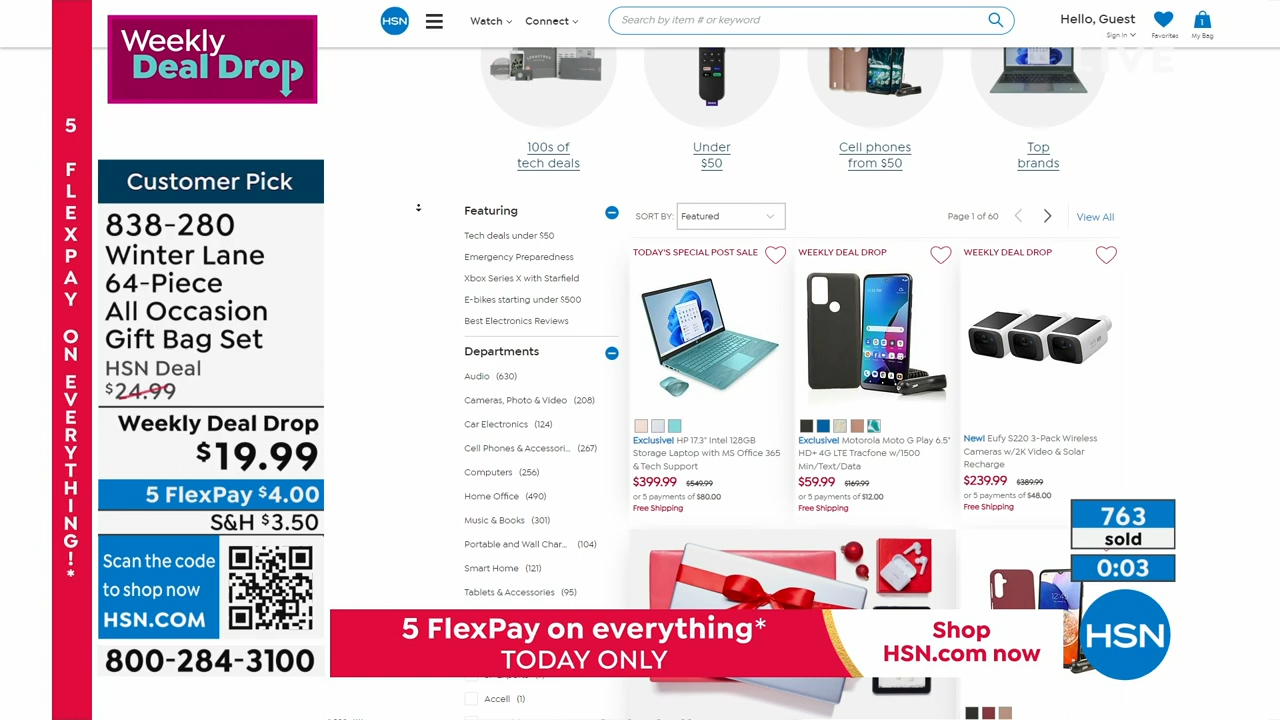 Weekly
Deal Drop
5 FLEXPAY ON EVERYTHING!*
Customer Pick
838-280
Winter Lane
64-Piece
All Occasion
Gift Bag Set
HSN Deal
$24.99
Weekly Deal Drop
$19.99
5 FlexPay $4.00
S&H $3.50
Scan the code
to shop now
HSN.COM
800-284-3100
HSN
Watch
Connect
Search by item # or keyword
Hello, Guest
Sign In
Favorites
1
My Bag
LIVE
100s of
tech deals
Under
$50
Cell phones
from $50
Top
brands
Featuring
Tech deals under $50
Emergency Preparedness
Xbox Series X with Starfield
E-bikes starting under $500
Best Electronics Reviews
Departments
Audio (630)
Cameras, Photo & Video (208)
Car Electronics (124)
Cell Phones & Accessori... (267)
Computers (256)
Home Office (490)
Music & Books (301)
Portable and Wall Char... (104)
Smart Home (121)
Tablets & Accessories (95)
Accell (1)
SORT BY: Featured
Page 1 of 60
View All
TODAY'S SPECIAL POST SALE
Exclusive! HP 17.3" Intel 128GB
Storage Laptop with MS Office 365
& Tech Support
$399.99 $549.99
or 5 payments of $80.00
Free Shipping
WEEKLY DEAL DROP
Exclusive! Motorola Moto G Play 6.5"
HD+ 4G LTE Tracfone w/1500
Min/Text/Data
$59.99 $169.99
or 5 payments of $12.00
Free Shipping
WEEKLY DEAL DROP
New! Eufy S220 3-Pack Wireless
Cameras w/2K Video & Solar
Recharge
$239.99 $389.99
or 5 payments of $48.00
Free Shipping
763
sold
0:03
5 FlexPay on everything*
TODAY ONLY
Shop
HSN.com now
HSN